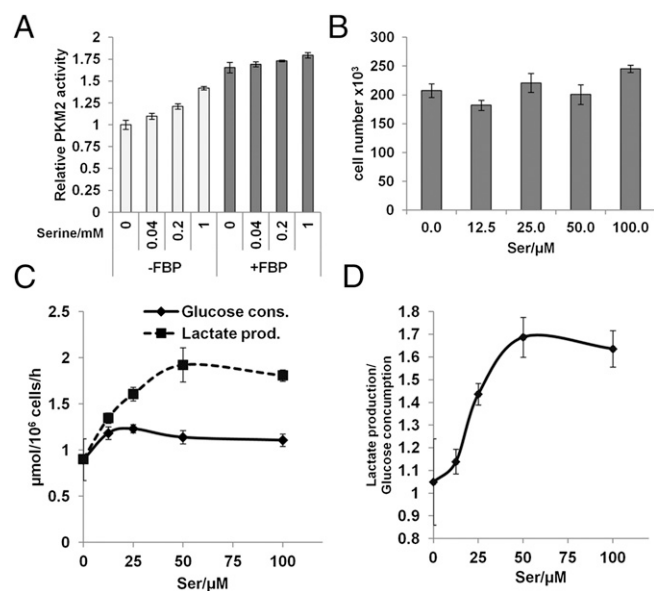 A
Relative PKM2 activity
2
1.75
1.5
1.25
1
0.75
0.5
0.25
0
Serine/mM
0 0.04 0.2 1 0 0.04 0.2 1
-FBP +FBP
B
cell number x10³
300
250
200
150
100
50
0
0.0 12.5 25.0 50.0 100.0
Ser/µM
C
Glucose cons.
Lactate prod.
µmol/10⁶ cells/h
2.5
2
1.5
1
0.5
0
0 25 50 75 100
Ser/µM
D
Lactate production/
Glucose concumption
1.8
1.7
1.6
1.5
1.4
1.3
1.2
1.1
1
0.9
0.8
0 25 50 75 100
Ser/µM